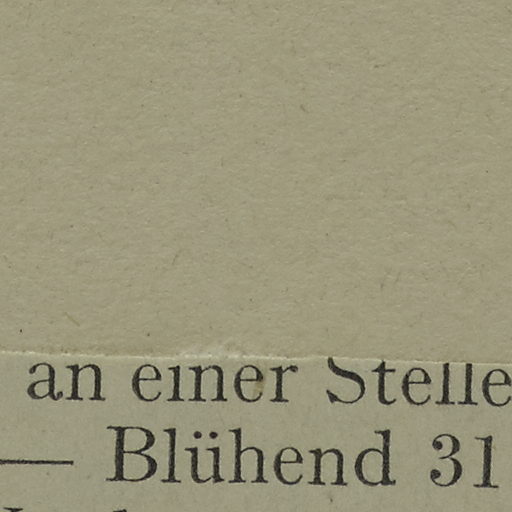 an einer Stelle
— Blühend 31